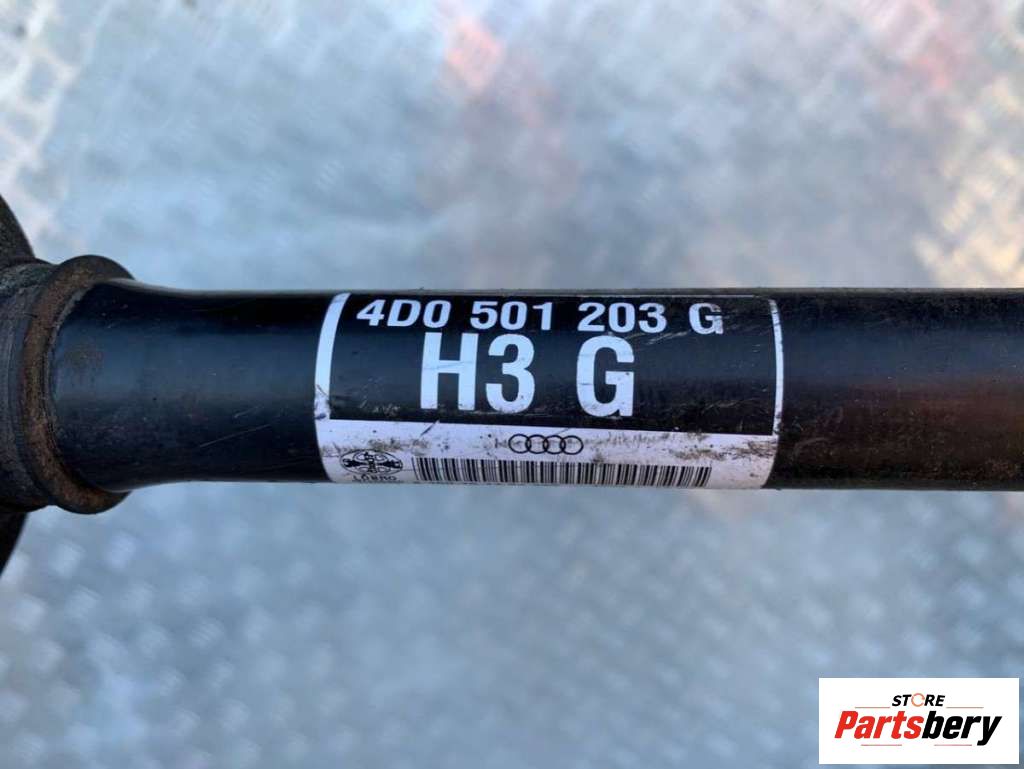 4D0 501 203 G
H3 G
STORE
Partsbery